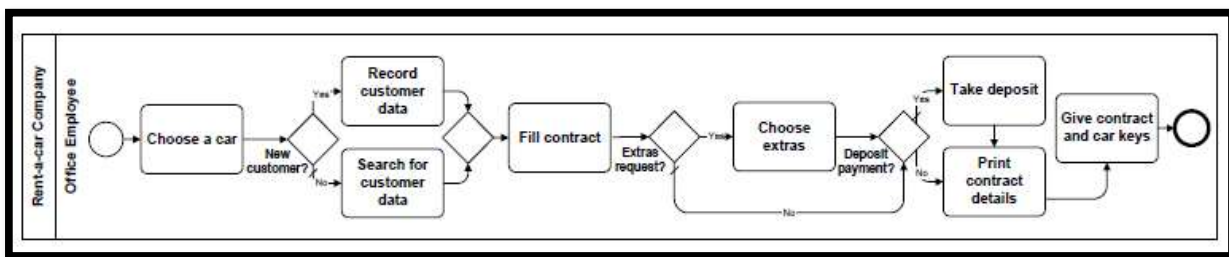 Rent-a-car Company
Office Employee
Choose a car
New
customer?
Yes
No
Record
customer
data
Search for
customer
data
Fill contract
Extras
request?
Yes
No
Choose
extras
Deposit
payment?
Yes
No
Take deposit
Print
contract
details
Give contract
and car keys